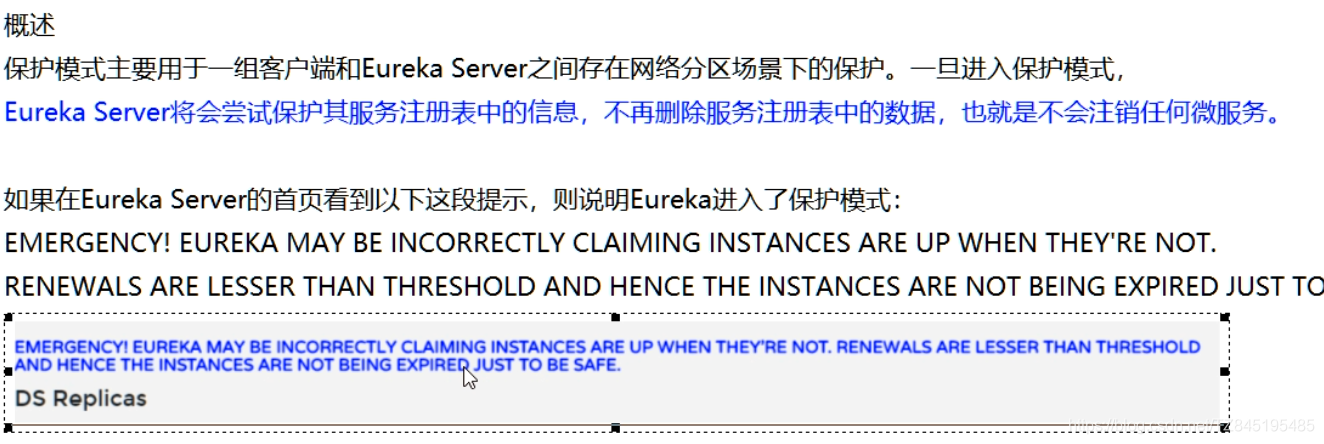 概述
保护模式主要用于一组客户端和Eureka Server之间存在网络分区场景下的保护。一旦进入保护模式，
Eureka Server将会尝试保护其服务注册表中的信息，不再删除服务注册表中的数据，也就是不会注销任何微服务。
如果在Eureka Server的首页看到以下这段提示，则说明Eureka进入了保护模式：
EMERGENCY! EUREKA MAY BE INCORRECTLY CLAIMING INSTANCES ARE UP WHEN THEY'RE NOT.
RENEWALS ARE LESSER THAN THRESHOLD AND HENCE THE INSTANCES ARE NOT BEING EXPIRED JUST TO
EMERGENCY! EUREKA MAY BE INCORRECTLY CLAIMING INSTANCES ARE UP WHEN THEY'RE NOT. RENEWALS ARE LESSER THAN THRESHOLD
AND HENCE THE INSTANCES ARE NOT BEING EXPIRED JUST TO BE SAFE.
DS Replicas